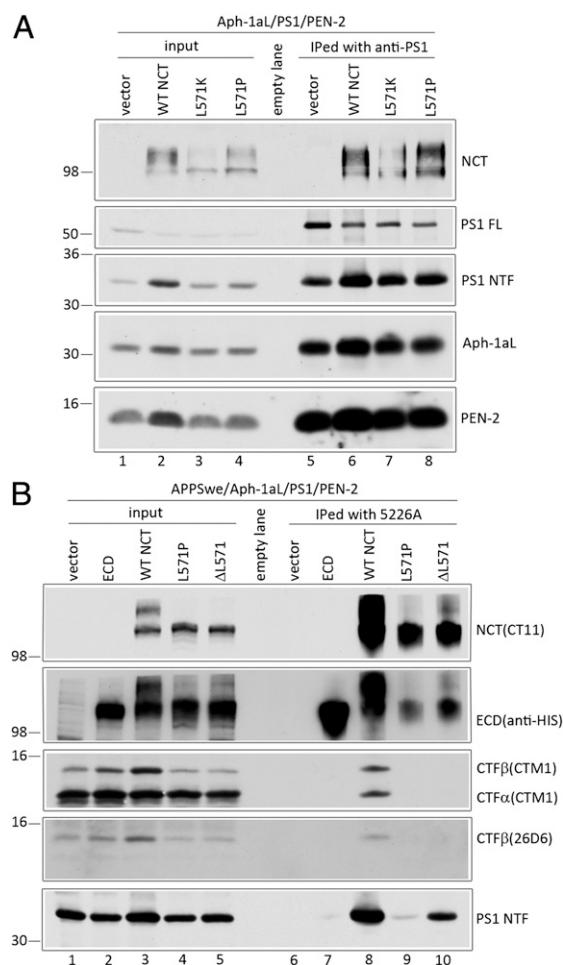 A
Aph-1aL/PS1/PEN-2
input
IPed with anti-PS1
vector
WT NCT
L571K
L571P
empty lane
vector
WT NCT
L571K
L571P
98
NCT
50
PS1 FL
36
PS1 NTF
30
30
Aph-1aL
16
PEN-2
1 2 3 4 5 6 7 8
B
APPSwe/Aph-1aL/PS1/PEN-2
input
IPed with 5226A
vector
ECD
WT NCT
L571P
ΔL571
empty lane
vector
ECD
WT NCT
L571P
ΔL571
NCT(CT11)
98
ECD(anti-HIS)
98
16
CTFβ(CTM1)
CTFα(CTM1)
16
CTFβ(26D6)
PS1 NTF
30
1 2 3 4 5 6 7 8 9 10